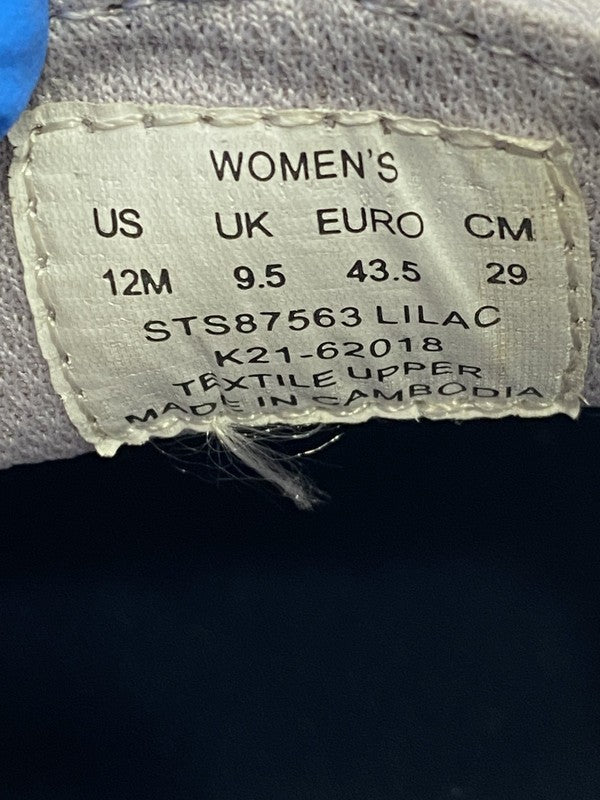 WOMEN'S
US UK EURO CM
12M 9.5 43.5 29
STS87563 LILAC
K21-62018
TEXTILE UPPER
MADE IN CAMBODIA